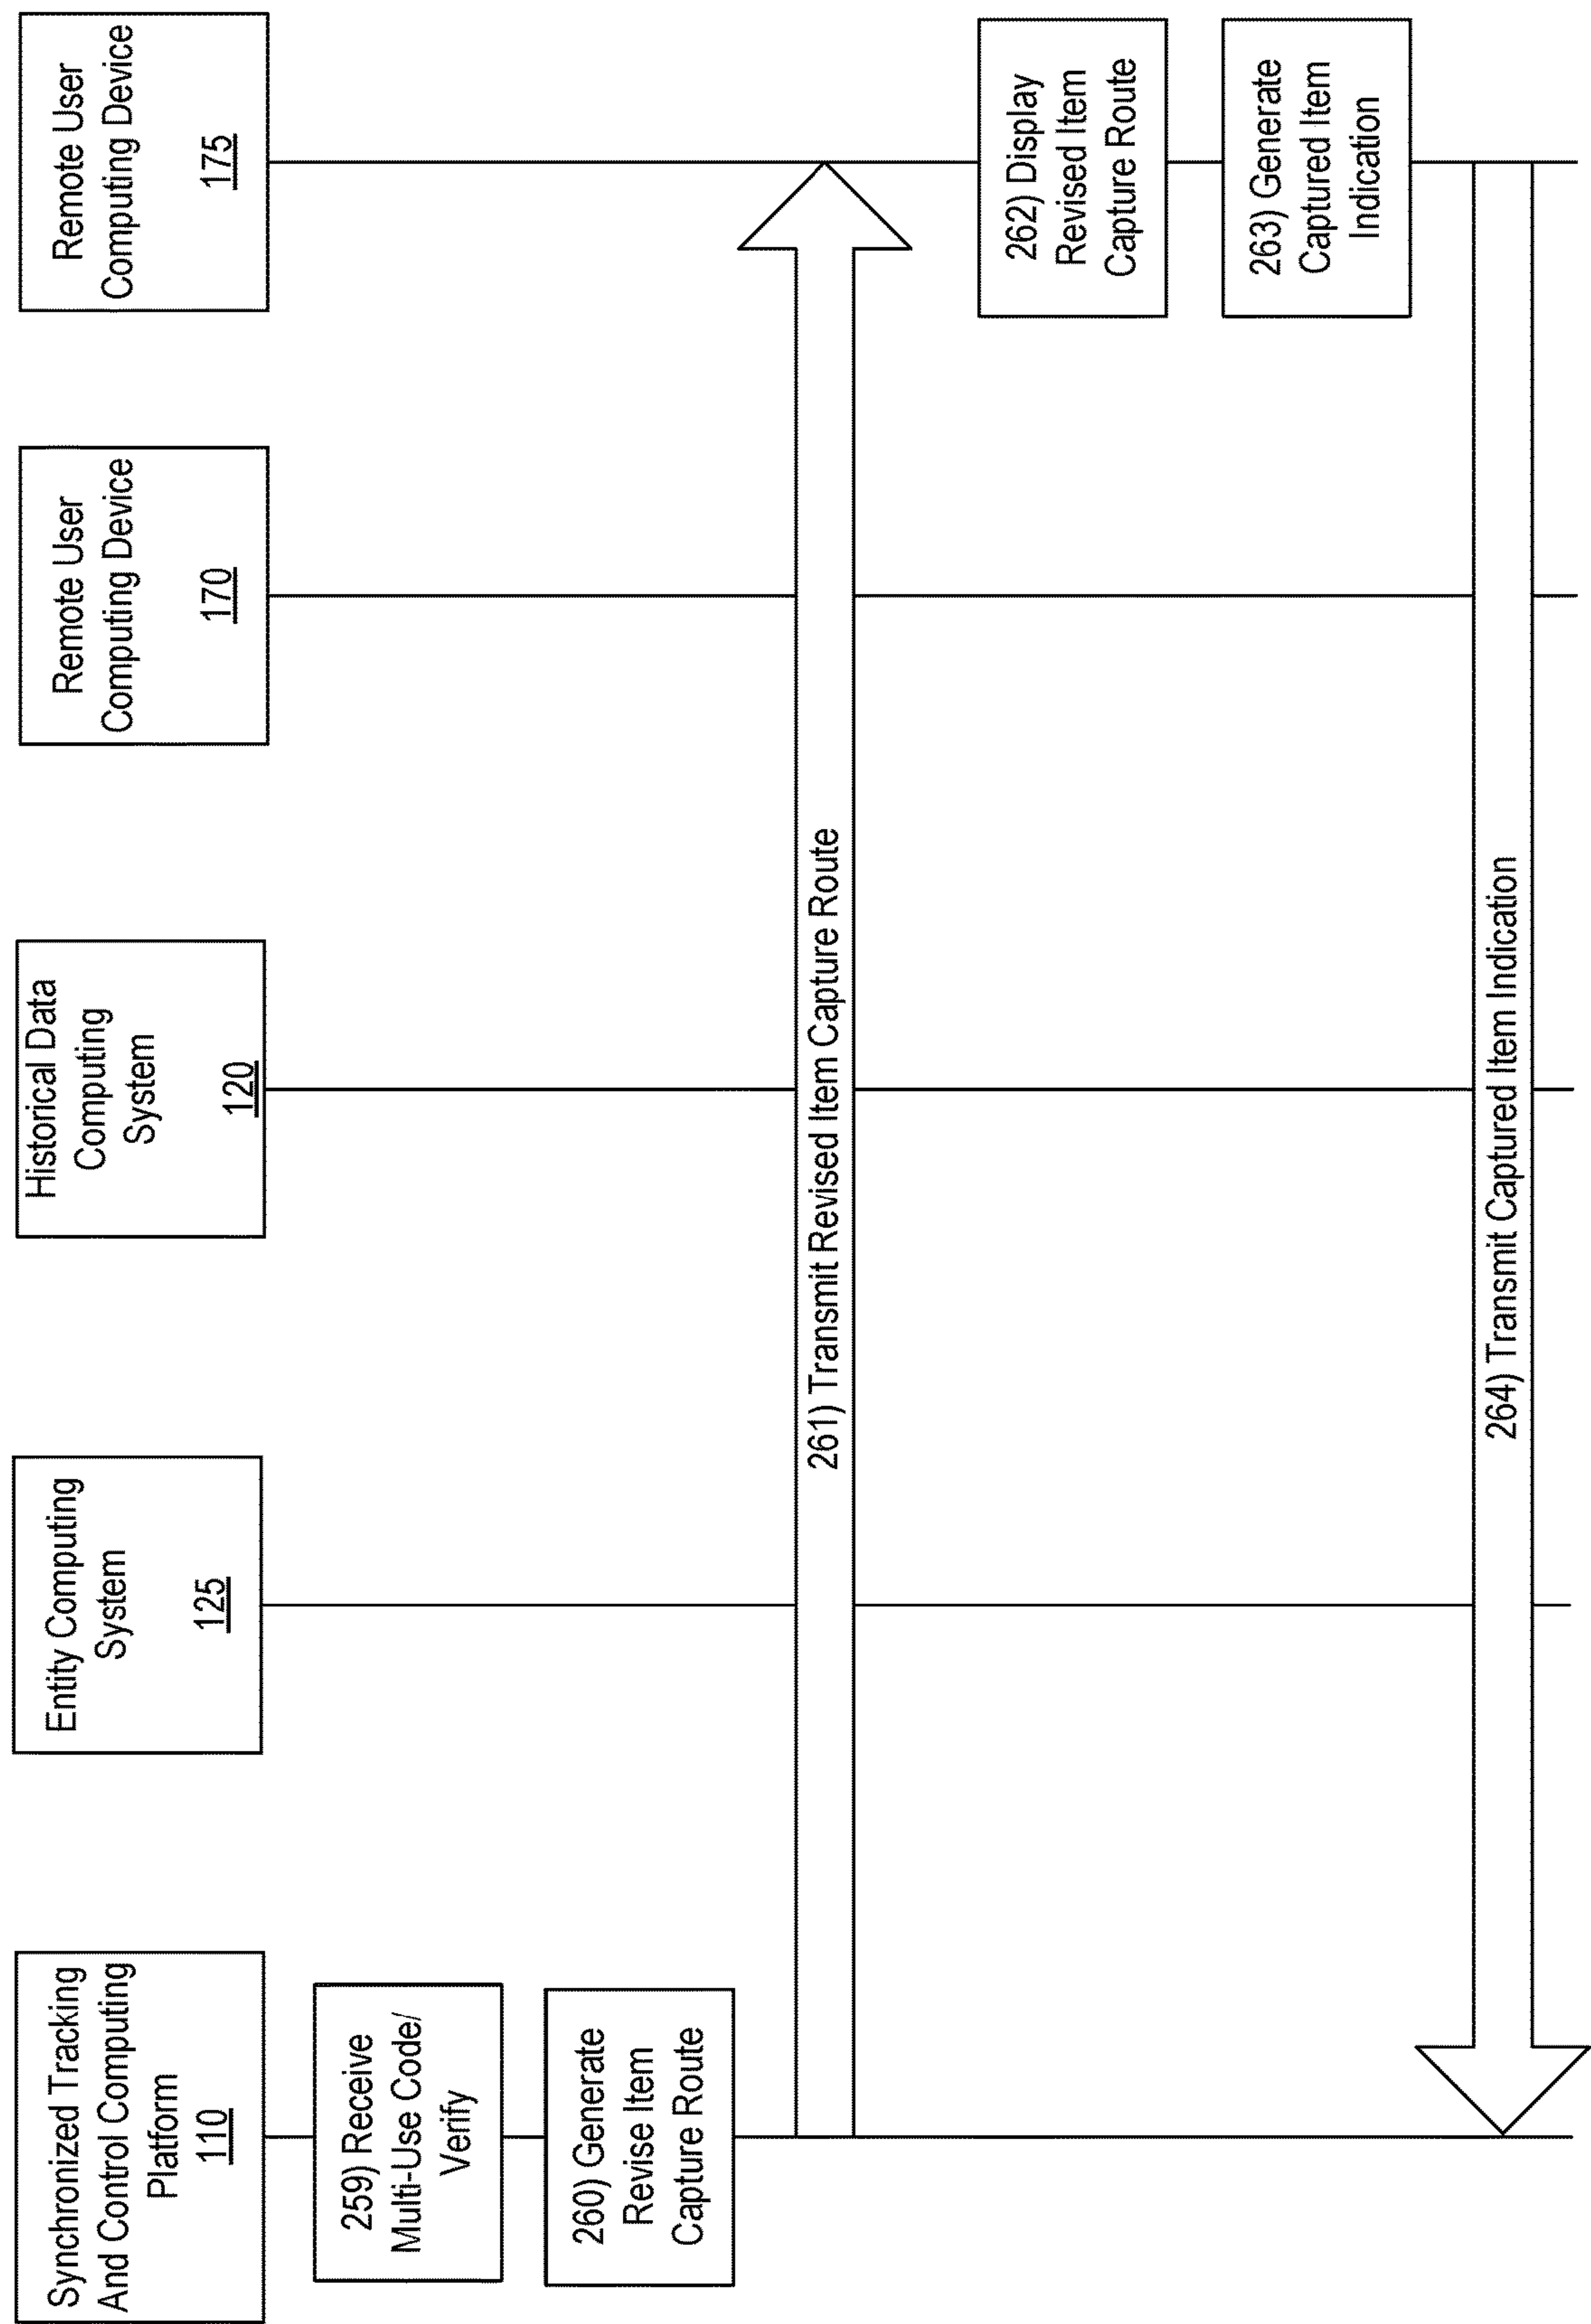 Synchronized Tracking
And Control Computing
Platform
110
Entity Computing
System
125
Historical Data
Computing
System
120
Remote User
Computing Device
170
Remote User
Computing Device
175
259) Receive
Multi-Use Code/
Verify
260) Generate
Revise Item
Capture Route
261) Transmit Revised Item Capture Route
262) Display
Revised Item
Capture Route
263) Generate
Captured Item
Indication
264) Transmit Captured Item Indication